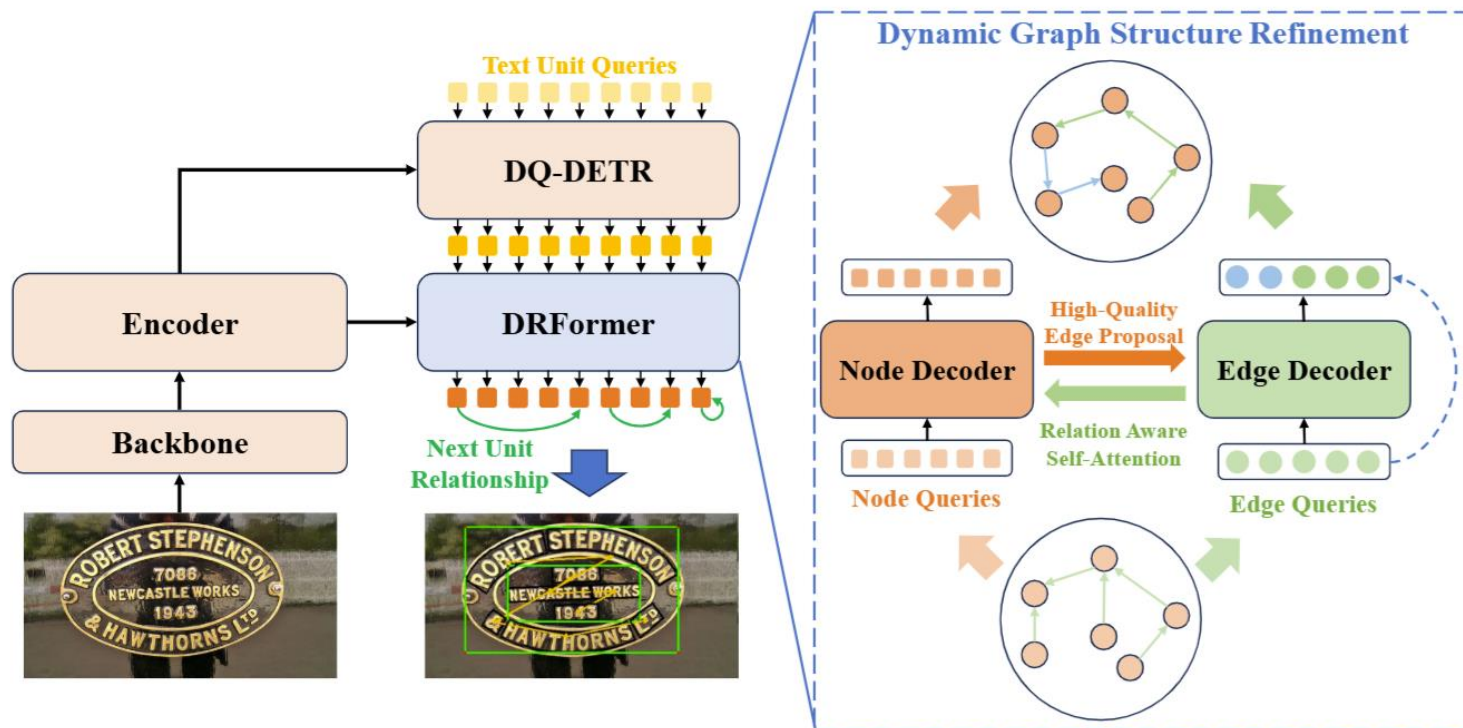 Text Unit Queries
DQ-DETR
Encoder
DRFormer
Backbone
Next Unit
Relationship
ROBERT STEPHENSON
7086
NEWCASTLE WORKS
1943
& HAWTHORNS LTD
ROBERT STEPHENSON
7086
NEWCASTLE WORKS
1943
& HAWTHORNS LTD
Dynamic Graph Structure Refinement
High-Quality
Edge Proposal
Node Decoder
Edge Decoder
Relation Aware
Self-Attention
Node Queries
Edge Queries